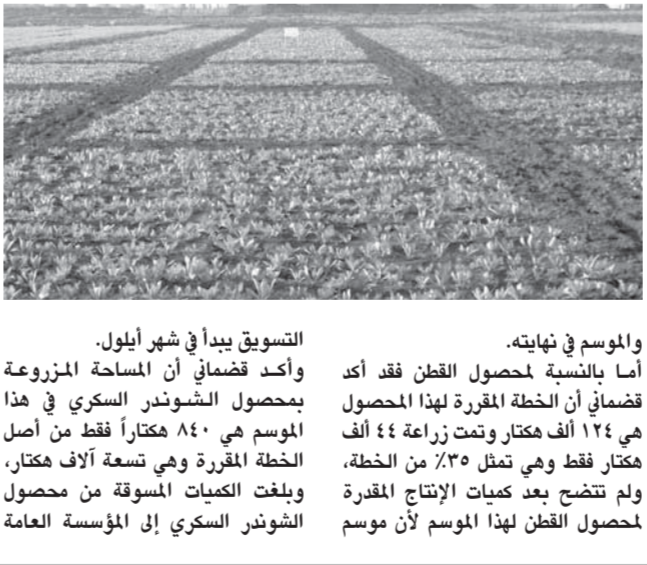 والموسم في نهايته.
أما بالنسبة لمحصول القطن فقد أكد
قضماني أن الخطة المقررة لهذا المحصول
هي ١٢٤ ألف هكتار وتمت زراعة ٤٤ ألف
هكتار فقط وهي تمثل ٣٥٪ من الخطة،
ولم تتضح بعد كميات الإنتاج المقدرة
لمحصول القطن لهذا الموسم لأن موسم
التسويق يبدأ في شهر أيلول.
وأكد قضماني أن المساحة المزروعة
بمحصول الشوندر السكري في هذا
الموسم هي ٨٤٠ هكتاراً فقط من أصل
الخطة المقررة وهي تسعة آلاف هكتار،
وبلغت الكميات المسوقة من محصول
الشوندر السكري إلى المؤسسة العامة